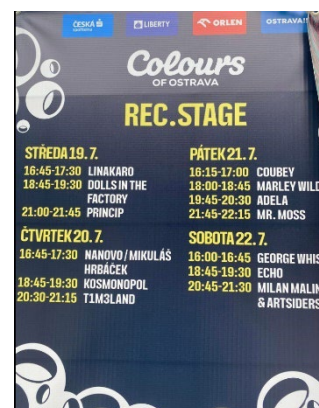 ČESKÁ
spořitelna
LIBERTY
ORLEN
OSTRAVA!!!
Colours
OF OSTRAVA
REC.STAGE
STŘEDA 19. 7.
16:45-17:30 LINAKARO
18:45-19:30 DOLLS IN THE
FACTORY
21:00-21:45 PRINCIP
ČTVRTEK 20. 7.
16:45-17:30 NANOVO / MIKULÁŠ
HRBÁČEK
18:45-19:30 KOSMONOPOL
20:30-21:15 T1M3LAND
PÁTEK 21. 7.
16:15-17:00 COUBEY
18:00-18:45 MARLEY WILD
19:45-20:30 ADELA
21:45-22:15 MR. MOSS
SOBOTA 22. 7.
16:00-16:45 GEORGE WHIS
18:45-19:30 ECHO
20:45-21:30 MILAN MALIN
& ARTSIDERS